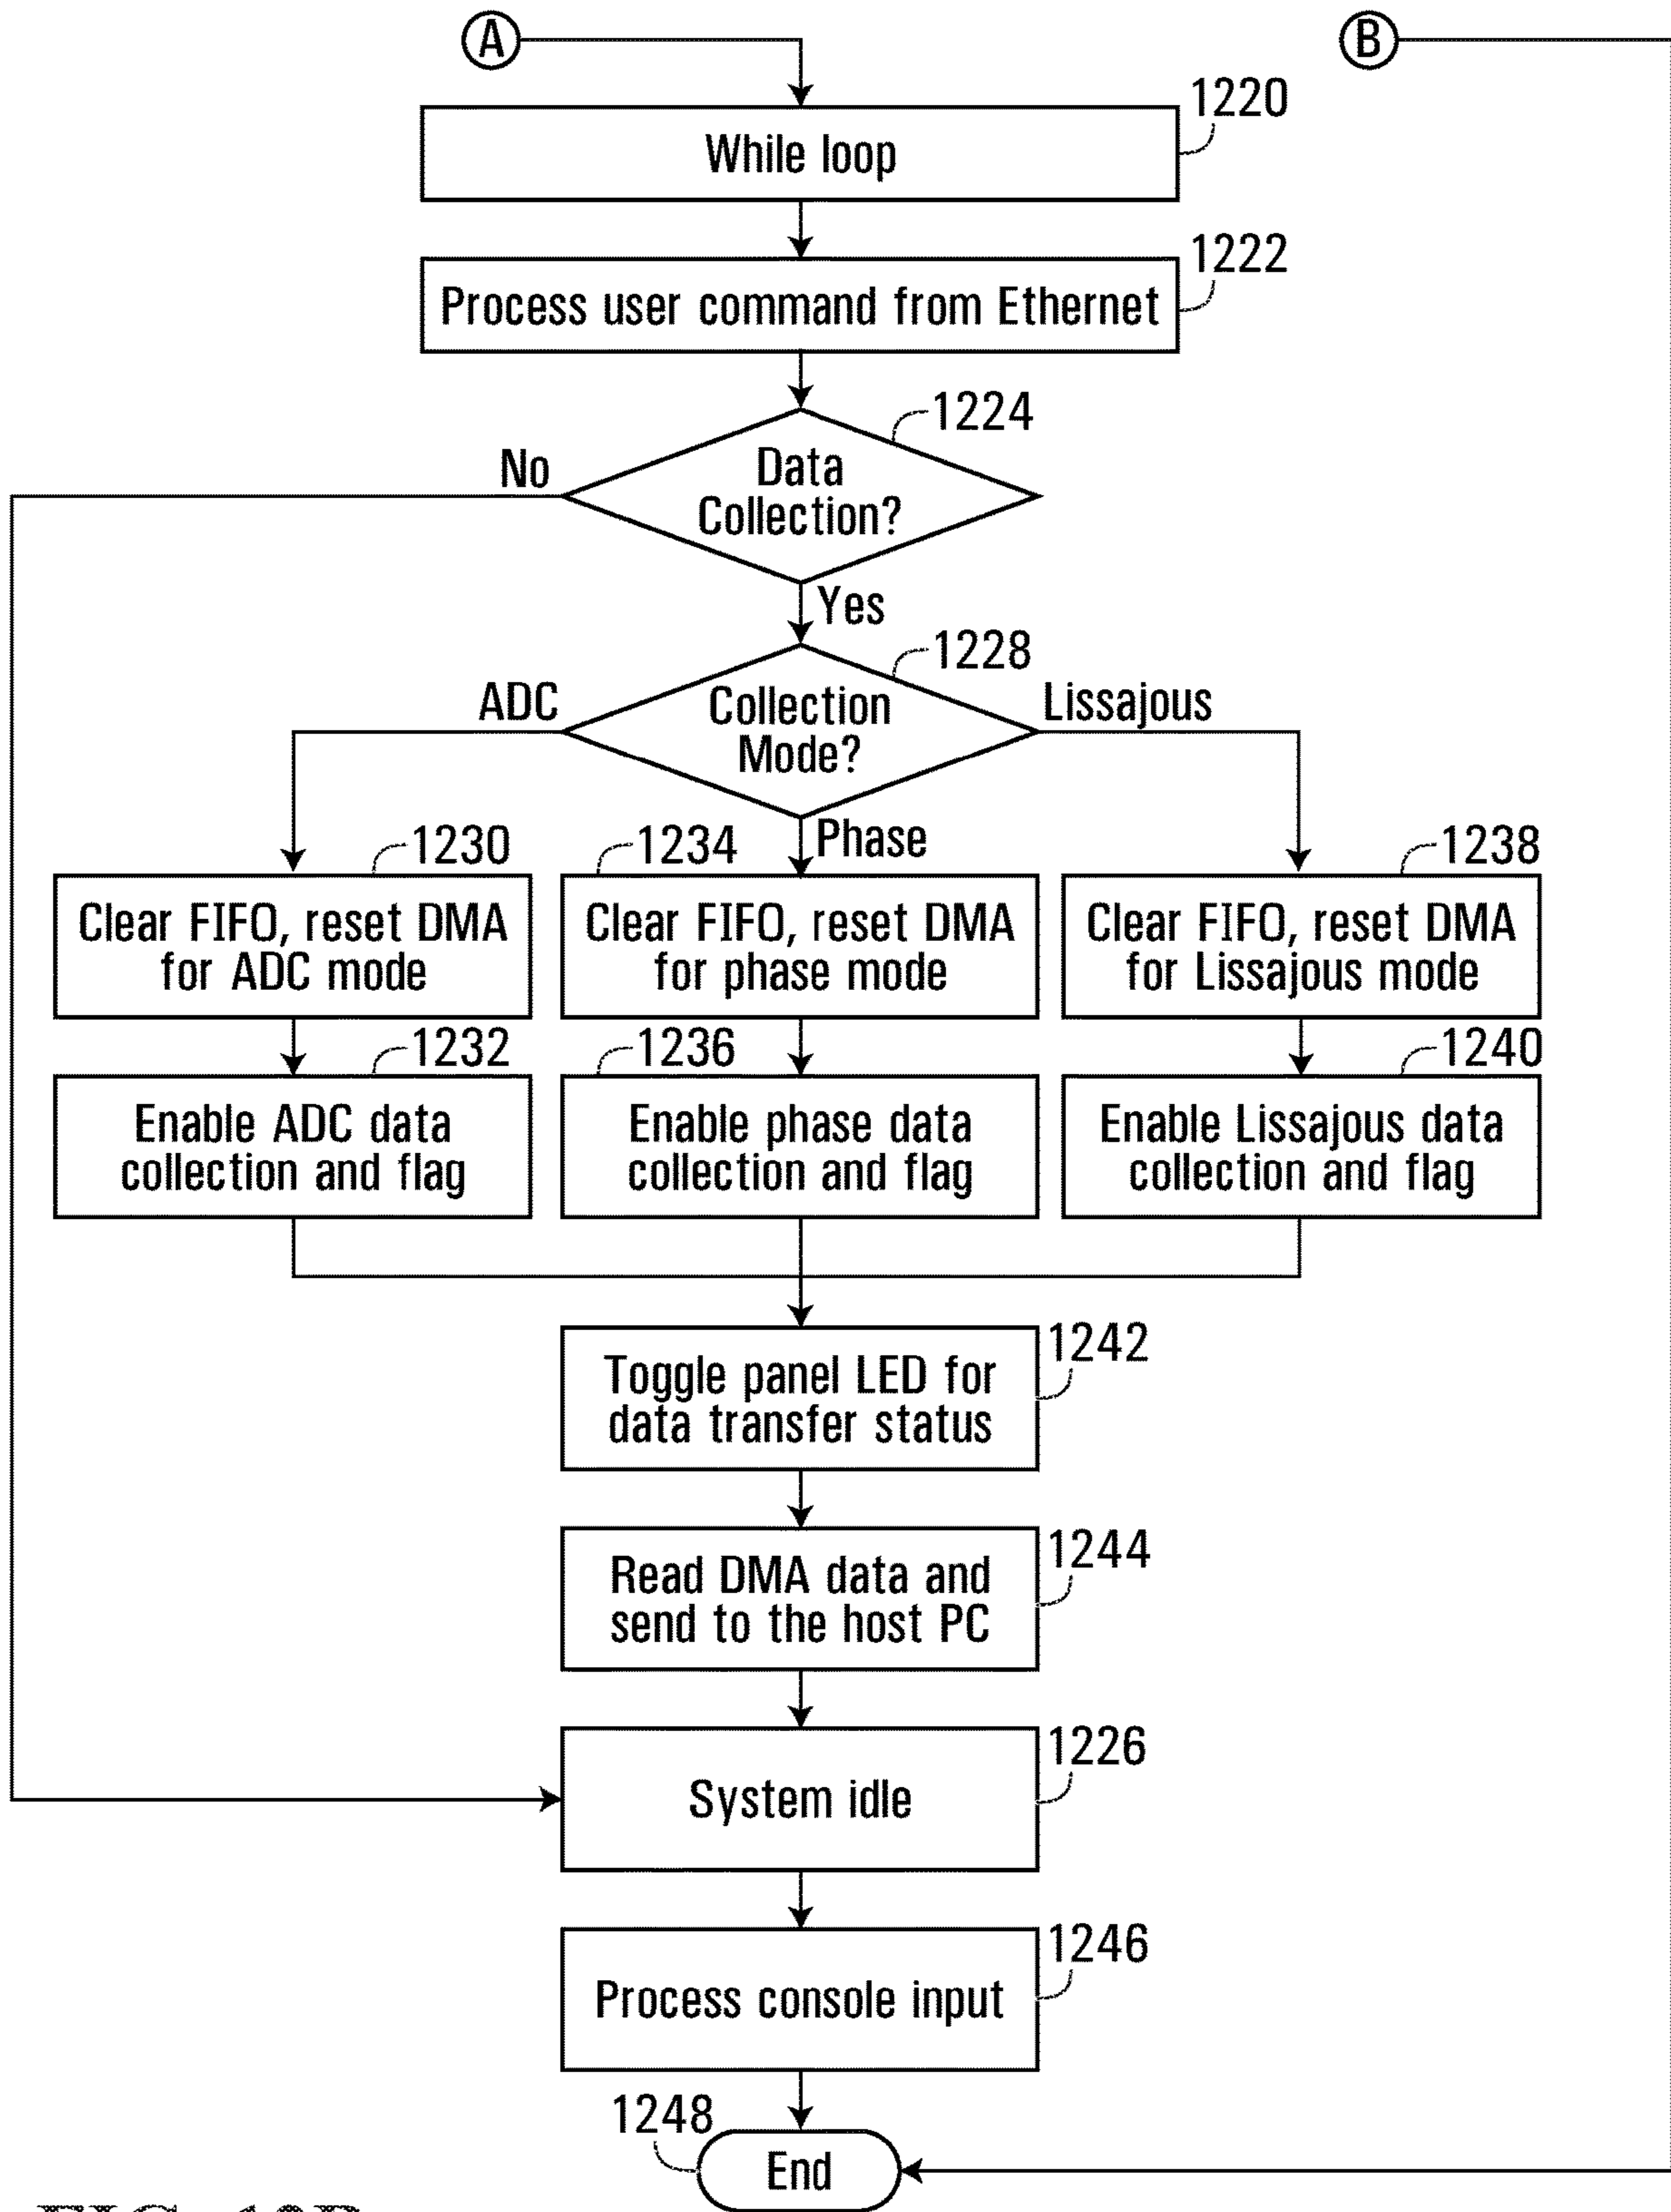 A
B
1220
While loop
1222
Process user command from Ethernet
1224
No
Data
Collection?
Yes
1228
ADC
Collection
Mode?
Lissajous
Phase
1230
1234
1238
Clear FIFO, reset DMA
for ADC mode
Clear FIFO, reset DMA
for phase mode
Clear FIFO, reset DMA
for Lissajous mode
1232
1236
1240
Enable ADC data
collection and flag
Enable phase data
collection and flag
Enable Lissajous data
collection and flag
1242
Toggle panel LED for
data transfer status
1244
Read DMA data and
send to the host PC
1226
System idle
1246
Process console input
1248
End